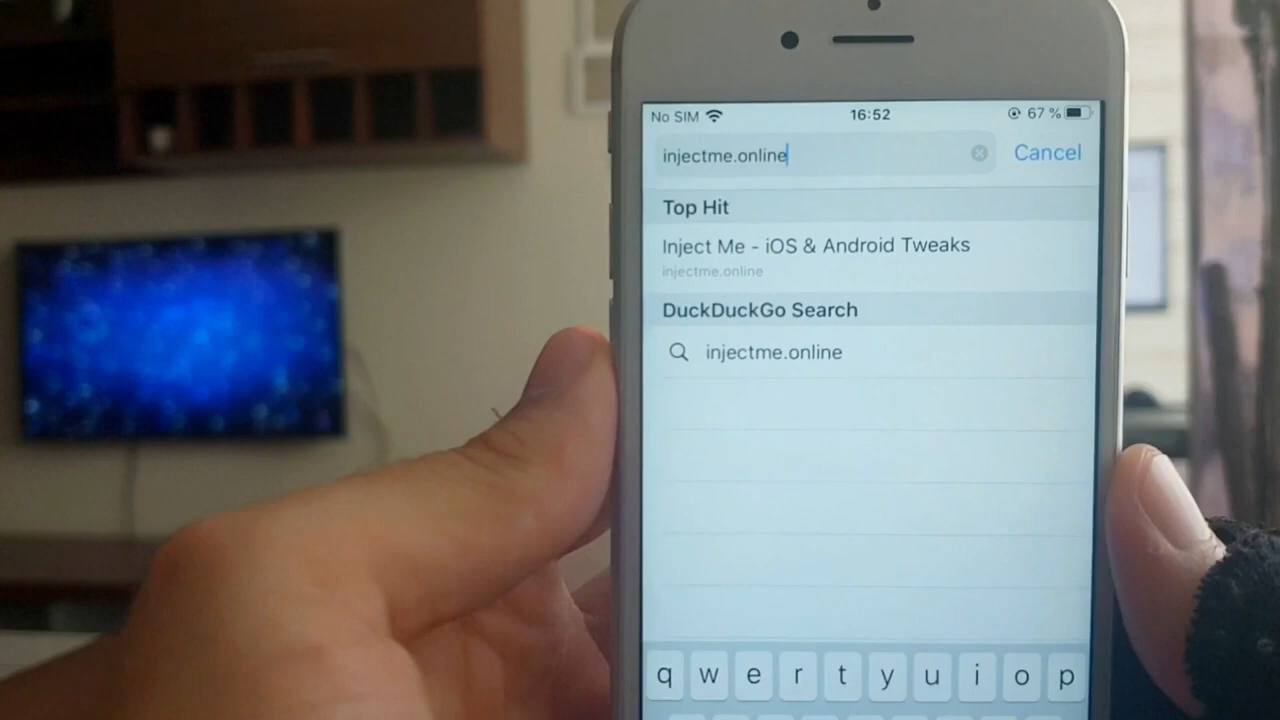 No SIM 16:52 67 %
injectme.online Cancel
Top Hit
Inject Me - iOS & Android Tweaks
injectme.online
DuckDuckGo Search
injectme.online
q w e r t y u i o p